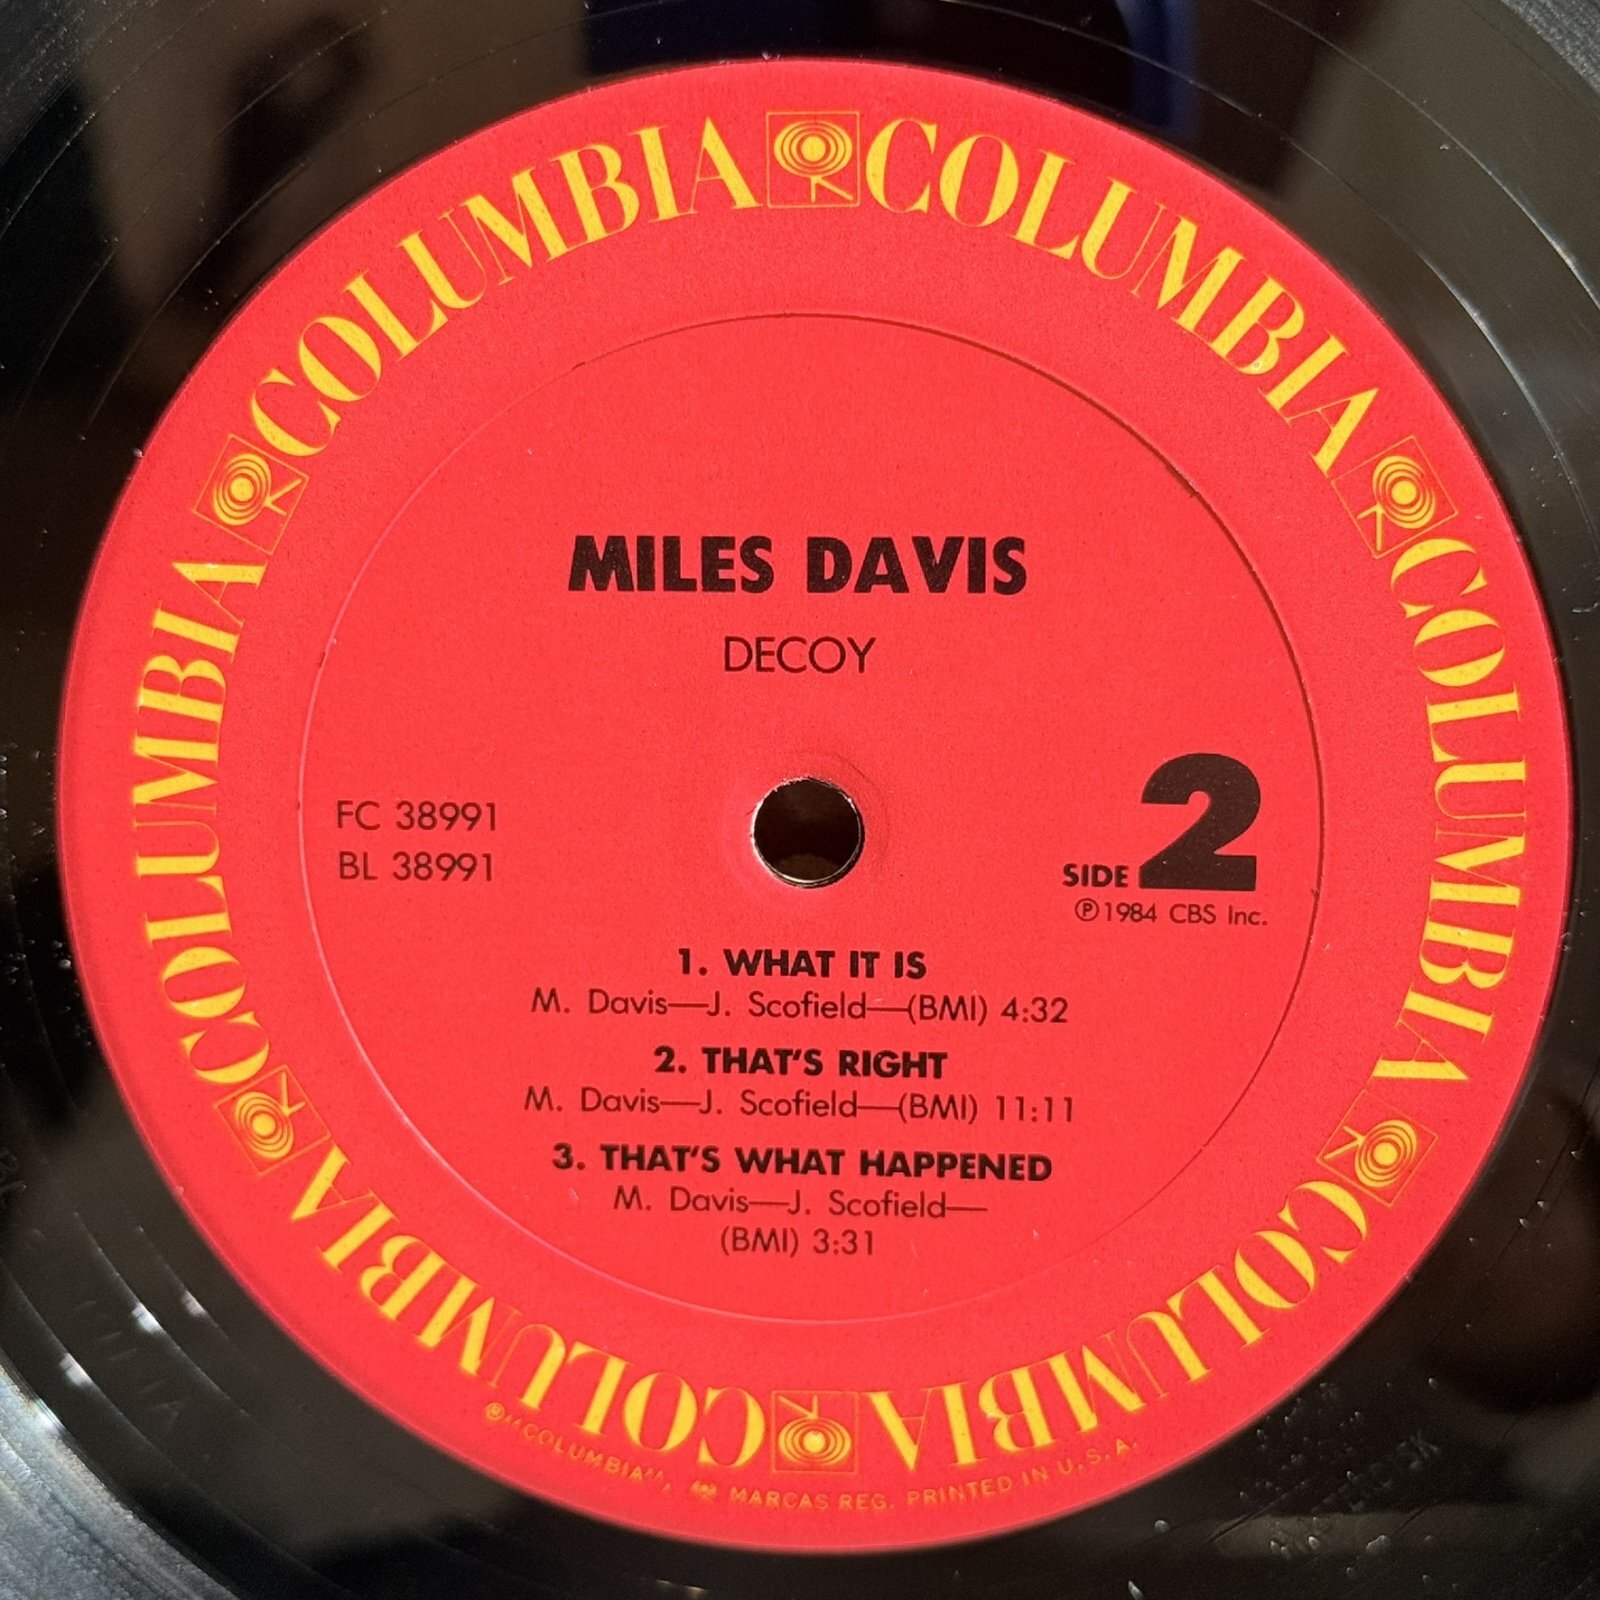 COLUMBIA COLUMBIA COLUMBIA COLUMBIA COLUMBIA COLUMBIA
MILES DAVIS
DECOY
FC 38991
BL 38991
SIDE 2
℗1984 CBS Inc.
1. WHAT IT IS
M. Davis—J. Scofield—(BMI) 4:32
2. THAT'S RIGHT
M. Davis—J. Scofield—(BMI) 11:11
3. THAT'S WHAT HAPPENED
M. Davis—J. Scofield—
(BMI) 3:31
® "COLUMBIA", MARCAS REG. PRINTED IN U.S.A.